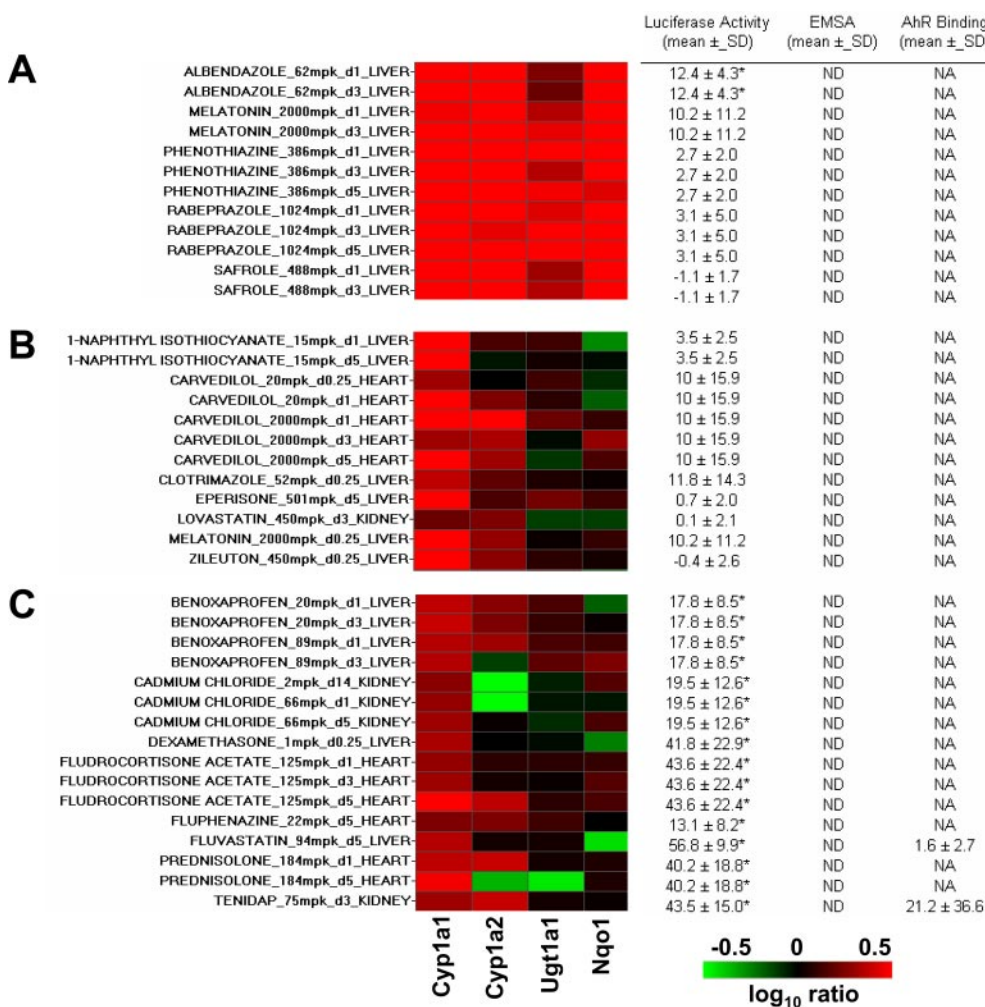 Luciferase Activity EMSA AhR Binding
(mean ±_SD) (mean ±_SD) (mean ±_SD)
A
ALBENDAZOLE_62mpk_d1_LIVER 12.4 ± 4.3* ND NA
ALBENDAZOLE_62mpk_d3_LIVER 12.4 ± 4.3* ND NA
MELATONIN_2000mpk_d1_LIVER 10.2 ± 11.2 ND NA
MELATONIN_2000mpk_d3_LIVER 10.2 ± 11.2 ND NA
PHENOTHIAZINE_386mpk_d1_LIVER 2.7 ± 2.0 ND NA
PHENOTHIAZINE_386mpk_d3_LIVER 2.7 ± 2.0 ND NA
PHENOTHIAZINE_386mpk_d5_LIVER 2.7 ± 2.0 ND NA
RABEPRAZOLE_1024mpk_d1_LIVER 3.1 ± 5.0 ND NA
RABEPRAZOLE_1024mpk_d3_LIVER 3.1 ± 5.0 ND NA
RABEPRAZOLE_1024mpk_d5_LIVER 3.1 ± 5.0 ND NA
SAFROLE_488mpk_d1_LIVER -1.1 ± 1.7 ND NA
SAFROLE_488mpk_d3_LIVER -1.1 ± 1.7 ND NA
B
1-NAPHTHYL ISOTHIOCYANATE_15mpk_d1_LIVER 3.5 ± 2.5 ND NA
1-NAPHTHYL ISOTHIOCYANATE_15mpk_d5_LIVER 3.5 ± 2.5 ND NA
CARVEDILOL_20mpk_d0.25_HEART 10 ± 15.9 ND NA
CARVEDILOL_20mpk_d1_HEART 10 ± 15.9 ND NA
CARVEDILOL_2000mpk_d1_HEART 10 ± 15.9 ND NA
CARVEDILOL_2000mpk_d3_HEART 10 ± 15.9 ND NA
CARVEDILOL_2000mpk_d5_HEART 10 ± 15.9 ND NA
CLOTRIMAZOLE_52mpk_d0.25_LIVER 11.8 ± 14.3 ND NA
EPERISONE_501mpk_d5_LIVER 0.7 ± 2.0 ND NA
LOVASTATIN_450mpk_d3_KIDNEY 0.1 ± 2.1 ND NA
MELATONIN_2000mpk_d0.25_LIVER 10.2 ± 11.2 ND NA
ZILEUTON_450mpk_d0.25_LIVER -0.4 ± 2.6 ND NA
C
BENOXAPROFEN_20mpk_d1_LIVER 17.8 ± 8.5* ND NA
BENOXAPROFEN_20mpk_d3_LIVER 17.8 ± 8.5* ND NA
BENOXAPROFEN_89mpk_d1_LIVER 17.8 ± 8.5* ND NA
BENOXAPROFEN_89mpk_d3_LIVER 17.8 ± 8.5* ND NA
CADMIUM CHLORIDE_2mpk_d14_KIDNEY 19.5 ± 12.6* ND NA
CADMIUM CHLORIDE_66mpk_d1_KIDNEY 19.5 ± 12.6* ND NA
CADMIUM CHLORIDE_66mpk_d5_KIDNEY 19.5 ± 12.6* ND NA
DEXAMETHASONE_1mpk_d0.25_LIVER 41.8 ± 22.9* ND NA
FLUDROCORTISONE ACETATE_125mpk_d1_HEART 43.6 ± 22.4* ND NA
FLUDROCORTISONE ACETATE_125mpk_d3_HEART 43.6 ± 22.4* ND NA
FLUDROCORTISONE ACETATE_125mpk_d5_HEART 43.6 ± 22.4* ND NA
FLUPHENAZINE_22mpk_d5_HEART 13.1 ± 8.2* ND NA
FLUVASTATIN_94mpk_d5_LIVER 56.8 ± 9.9* ND 1.6 ± 2.7
PREDNISOLONE_184mpk_d1_HEART 40.2 ± 18.8* ND NA
PREDNISOLONE_184mpk_d5_HEART 40.2 ± 18.8* ND NA
TENIDAP_75mpk_d3_KIDNEY 43.5 ± 15.0* ND 21.2 ± 36.6
Cyp1a1 Cyp1a2 Ugt1a1 Nqo1
-0.5 0 0.5
log10 ratio